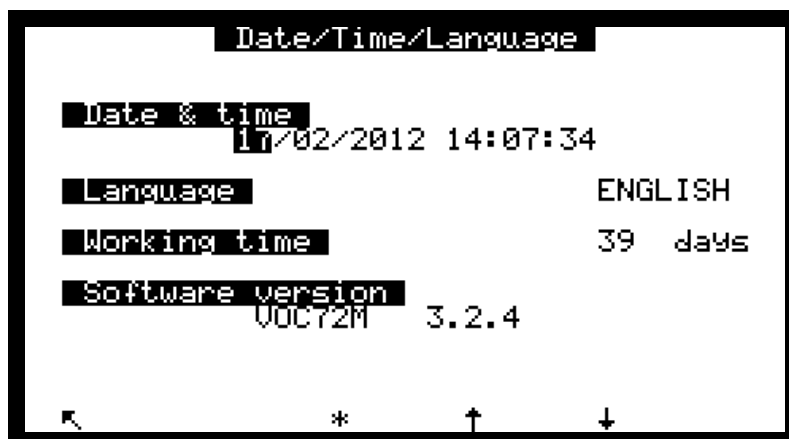 Date/Time/Language
Date & time
17/02/2012 14:07:34
Language ENGLISH
Working time 39 days
Software version
VOC72M 3.2.4
↖ * ↑ ↓